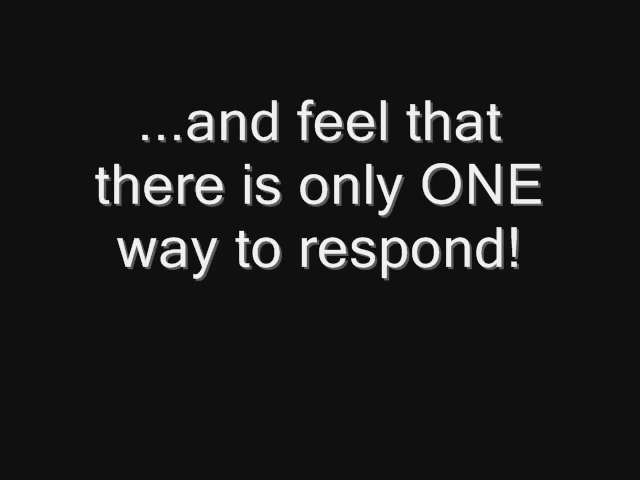 ...and feel that
there is only ONE
way to respond!